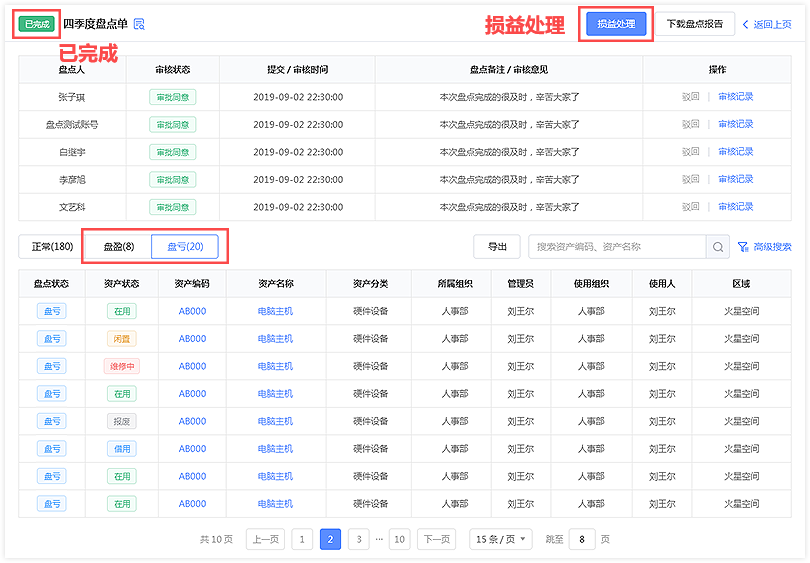 已完成 四季度盘点单 损益处理 损益处理 下载盘点报告 返回上页
已完成
盘点人 审核状态 提交 / 审核时间 盘点备注 / 审核意见 操作
张子琪 审批同意 2019-09-02 22:30:00 本次盘点完成的很及时，辛苦大家了 驳回 | 审核记录
盘点测试账号 审批同意 2019-09-02 22:30:00 本次盘点完成的很及时，辛苦大家了 驳回 | 审核记录
白继宇 审批同意 2019-09-02 22:30:00 本次盘点完成的很及时，辛苦大家了 驳回 | 审核记录
李彦旭 审批同意 2019-09-02 22:30:00 本次盘点完成的很及时，辛苦大家了 驳回 | 审核记录
文艺科 审批同意 2019-09-02 22:30:00 本次盘点完成的很及时，辛苦大家了 驳回 | 审核记录
正常(180) 盘盈(8) 盘亏(20) 导出 搜索资产编码、资产名称 高级搜索
盘点状态 资产状态 资产编码 资产名称 资产分类 所属组织 管理员 使用组织 使用人 区域
盘亏 在用 AB000 电脑主机 硬件设备 人事部 刘王尔 人事部 刘王尔 火星空间
盘亏 闲置 AB000 电脑主机 硬件设备 人事部 刘王尔 人事部 刘王尔 火星空间
盘亏 维修中 AB000 电脑主机 硬件设备 人事部 刘王尔 人事部 刘王尔 火星空间
盘亏 在用 AB000 电脑主机 硬件设备 人事部 刘王尔 人事部 刘王尔 火星空间
盘亏 报废 AB000 电脑主机 硬件设备 人事部 刘王尔 人事部 刘王尔 火星空间
盘亏 借用 AB000 电脑主机 硬件设备 人事部 刘王尔 人事部 刘王尔 火星空间
盘亏 在用 AB000 电脑主机 硬件设备 人事部 刘王尔 人事部 刘王尔 火星空间
盘亏 在用 AB000 电脑主机 硬件设备 人事部 刘王尔 人事部 刘王尔 火星空间
共 10 页 上一页 1 2 3 ··· 10 下一页 15 条 / 页 跳至 8 页